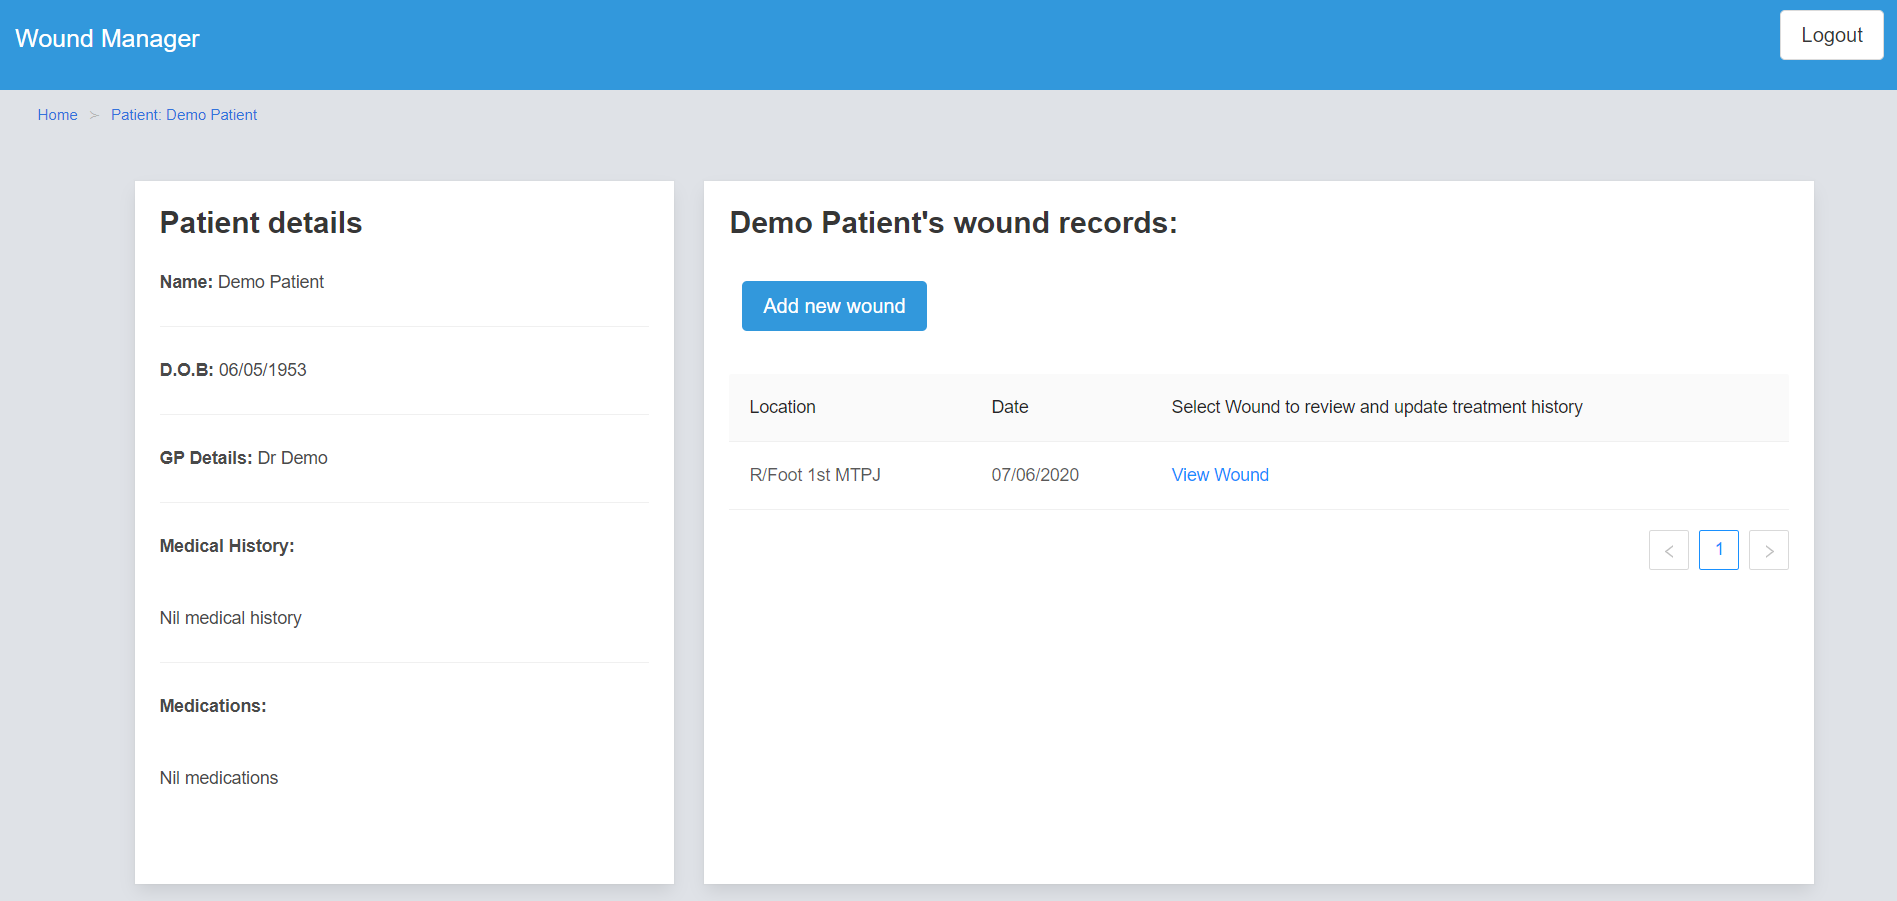 Wound Manager
Logout
Home > Patient: Demo Patient
Patient details
Name: Demo Patient
D.O.B: 06/05/1953
GP Details: Dr Demo
Medical History:
Nil medical history
Medications:
Nil medications
Demo Patient's wound records:
Add new wound
Location Date Select Wound to review and update treatment history
R/Foot 1st MTPJ 07/06/2020 View Wound
< 1 >